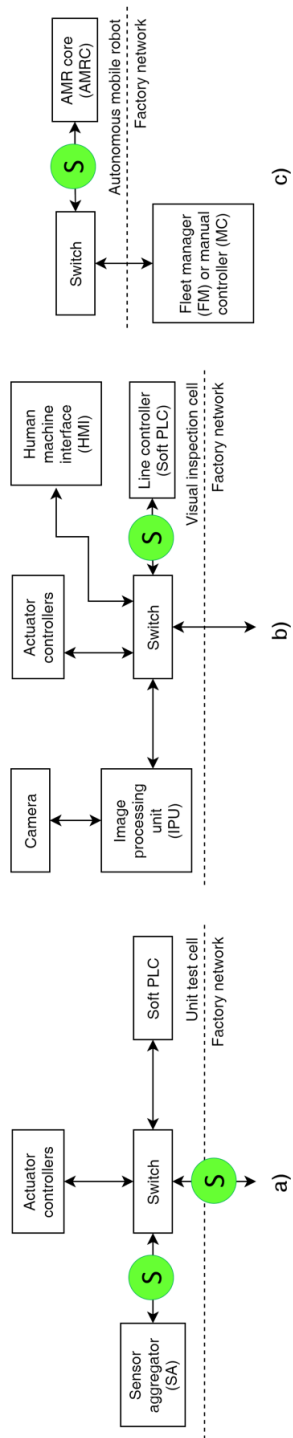 Actuator
controllers
Sensor
aggregator
(SA)
S
Switch
Soft PLC
S
Unit test cell
Factory network
a)
Camera
Actuator
controllers
Human
machine
interface
(HMI)
Image
processing
unit
(IPU)
Switch
S
Line controller
(Soft PLC)
Visual inspection cell
Factory network
b)
Switch
S
AMR core
(AMRC)
Autonomous mobile robot
Factory network
Fleet manager
(FM) or manual
controller (MC)
c)